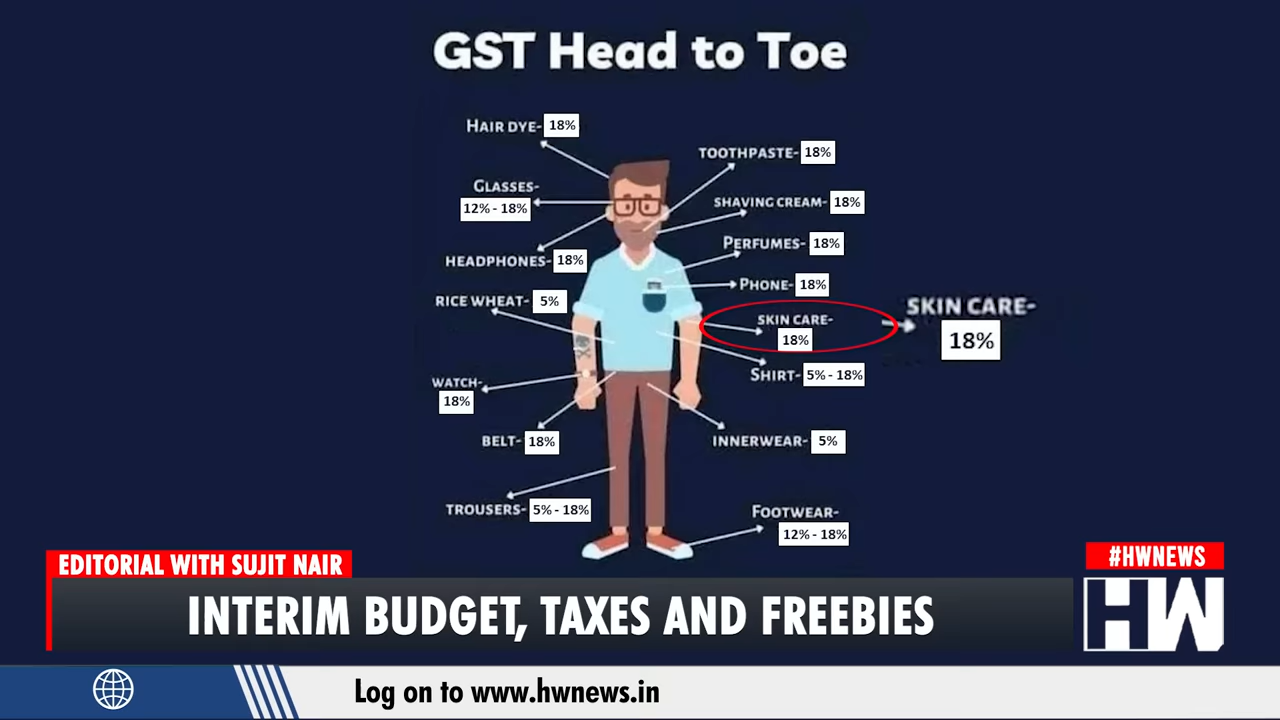 GST Head to Toe
HAIR DYE- 18%
TOOTHPASTE- 18%
GLASSES-
12% - 18%
SHAVING CREAM- 18%
PERFUMES- 18%
HEADPHONES- 18%
PHONE- 18%
RICE WHEAT- 5%
SKIN CARE-
18%
SKIN CARE-
18%
SHIRT- 5% - 18%
WATCH-
18%
BELT- 18%
INNERWEAR- 5%
TROUSERS- 5% - 18%
FOOTWEAR-
12% - 18%
EDITORIAL WITH SUJIT NAIR
#HWNEWS
INTERIM BUDGET, TAXES AND FREEBIES
HW
Log on to www.hwnews.in